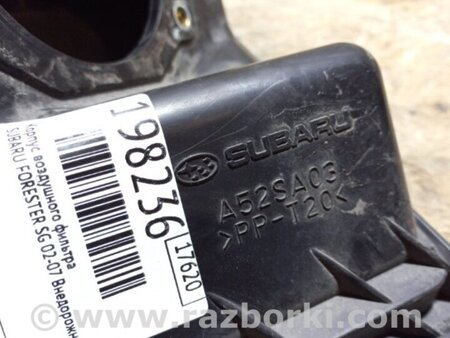 Корпус воздушного фильтра
SUBARU FORESTER SG 02-07 Внедорожн
198236
17620
SUBARU
A52SA03
>PP-T20<
© www.razborki.com